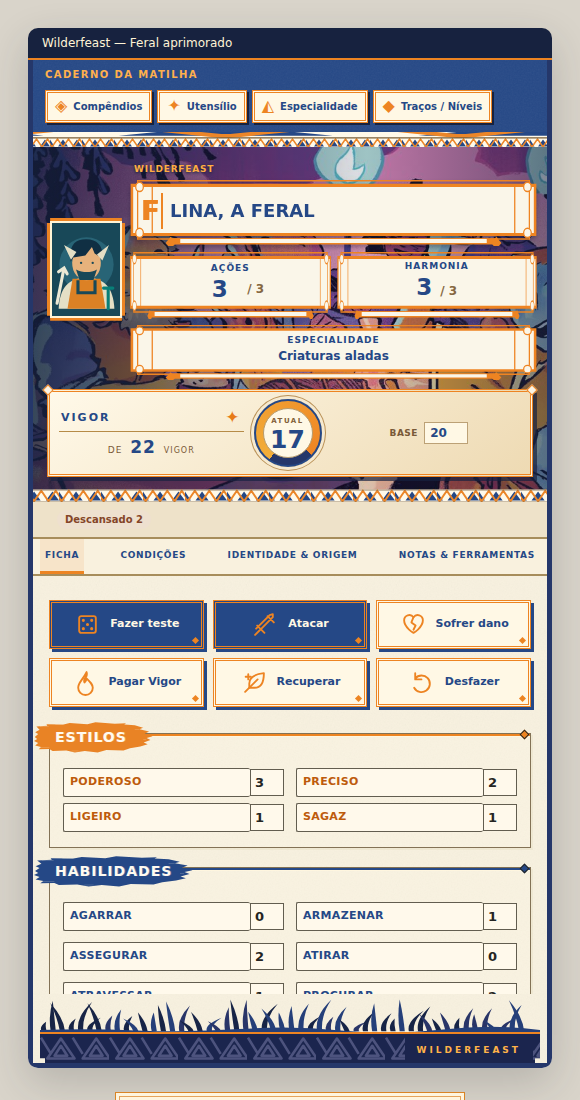 Wilderfeast — Feral aprimorado
CADERNO DA MATILHA
Compêndios Utensílio Especialidade Traços / Níveis
WILDERFEAST
F LINA, A FERAL
AÇÕES HARMONIA
3 / 3 3 / 3
ESPECIALIDADE
Criaturas aladas
VIGOR ATUAL
DE 22 VIGOR 17 BASE 20
Descansado 2
FICHA CONDIÇÕES IDENTIDADE & ORIGEM NOTAS & FERRAMENTAS
Fazer teste Atacar Sofrer dano
Pagar Vigor Recuperar Desfazer
ESTILOS
PODEROSO 3 PRECISO 2
LIGEIRO 1 SAGAZ 1
HABILIDADES
AGARRAR 0 ARMAZENAR 1
ASSEGURAR 2 ATIRAR 0
ATRAVESSAR PROCURAR
WILDERFEAST